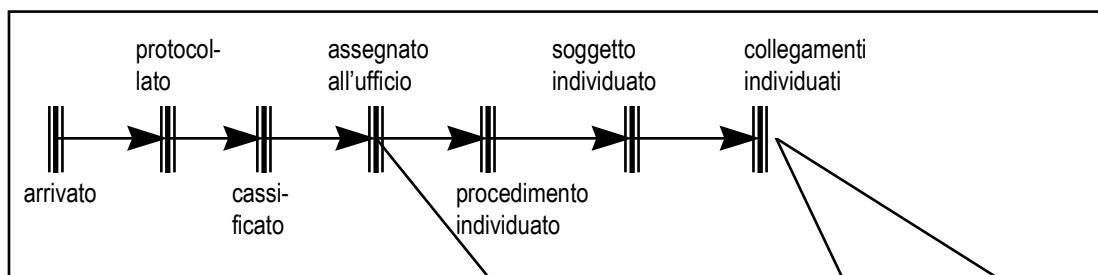 protocol-
lato
assegnato
all'ufficio
soggetto
individuato
collegamenti
individuati
arrivato
cassi-
ficato
procedimento
individuato